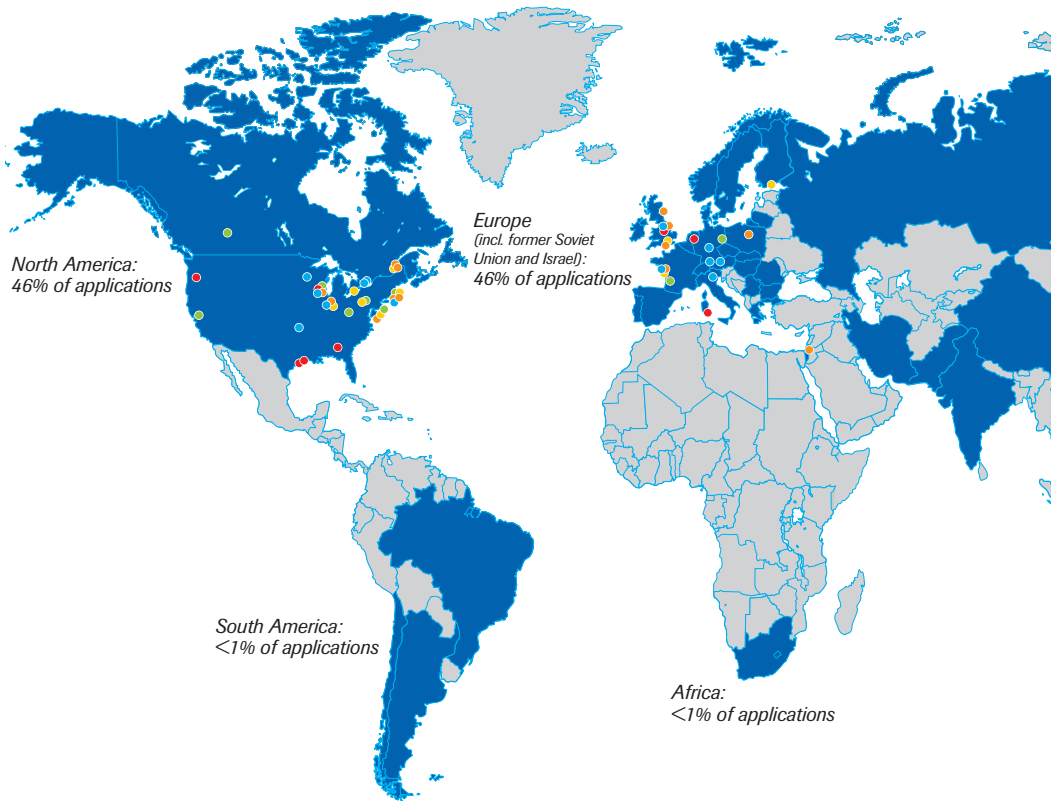 North America:
46% of applications
Europe
(incl. former Soviet
Union and Israel):
46% of applications
South America:
<1% of applications
Africa:
<1% of applications